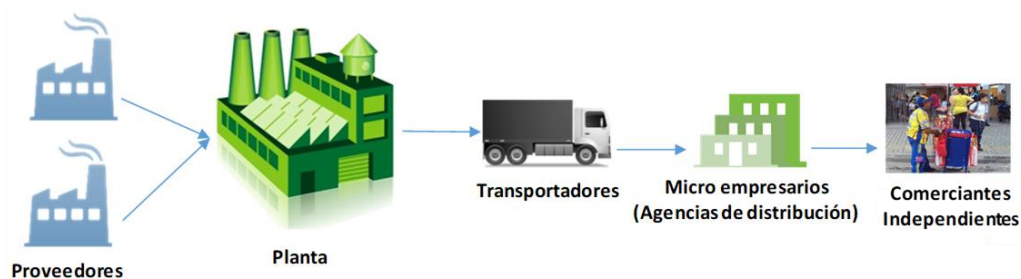 Proveedores
Planta
Transportadores
Micro empresarios
(Agencias de distribución)
Comerciantes
Independientes